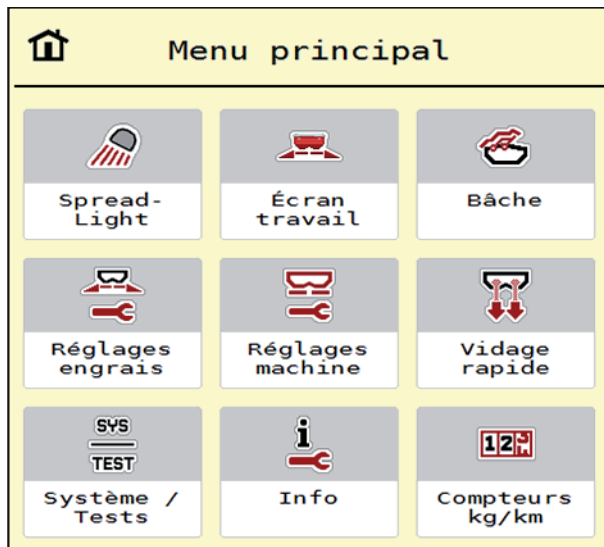 Menu principal
Spread-
Light
Écran
travail
Bâche
Réglages
engrais
Réglages
machine
Vidage
rapide
SYS
TEST
i
12
Système /
Tests
Info
Compteurs
kg/km